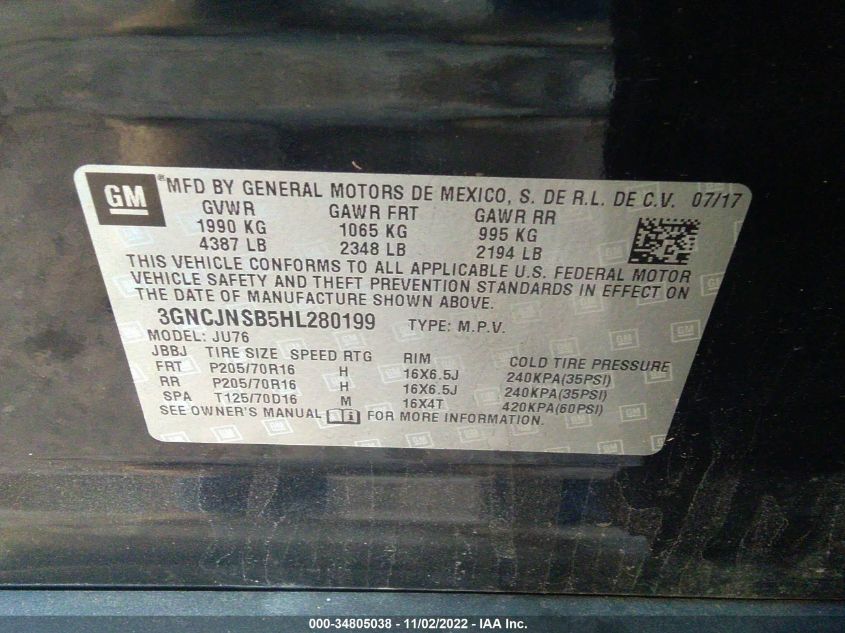 GM ® MFD BY GENERAL MOTORS DE MEXICO, S. DE R.L. DE C.V. 07/17
GVWR GAWR FRT GAWR RR
1990 KG 1065 KG 995 KG
4387 LB 2348 LB 2194 LB
THIS VEHICLE CONFORMS TO ALL APPLICABLE U.S. FEDERAL MOTOR
VEHICLE SAFETY AND THEFT PREVENTION STANDARDS IN EFFECT ON
THE DATE OF MANUFACTURE SHOWN ABOVE.
3GNCJNSB5HL280199 TYPE: M.P.V.
MODEL: JU76
JBBJ TIRE SIZE SPEED RTG RIM COLD TIRE PRESSURE
FRT P205/70R16 H 16X6.5J 240KPA(35PSI)
RR P205/70R16 H 16X6.5J 240KPA(35PSI)
SPA T125/70D16 M 16X4T 420KPA(60PSI)
SEE OWNER'S MANUAL FOR MORE INFORMATION.
000-34805038 - 11/02/2022 - IAA Inc.